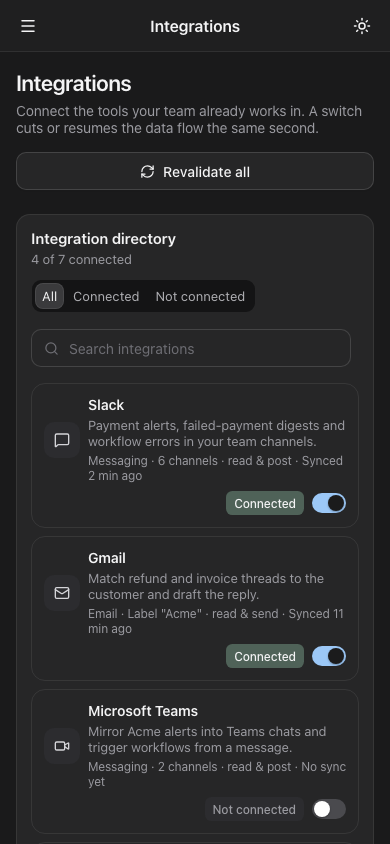 Integrations
Integrations
Connect the tools your team already works in. A switch
cuts or resumes the data flow the same second.
Revalidate all
Integration directory
4 of 7 connected
All Connected Not connected
Search integrations
Slack
Payment alerts, failed-payment digests and
workflow errors in your team channels.
Messaging · 6 channels · read & post · Synced
2 min ago
Connected
Gmail
Match refund and invoice threads to the
customer and draft the reply.
Email · Label "Acme" · read & send · Synced 11
min ago
Connected
Microsoft Teams
Mirror Acme alerts into Teams chats and
trigger workflows from a message.
Messaging · 2 channels · read & post · No sync
yet
Not connected